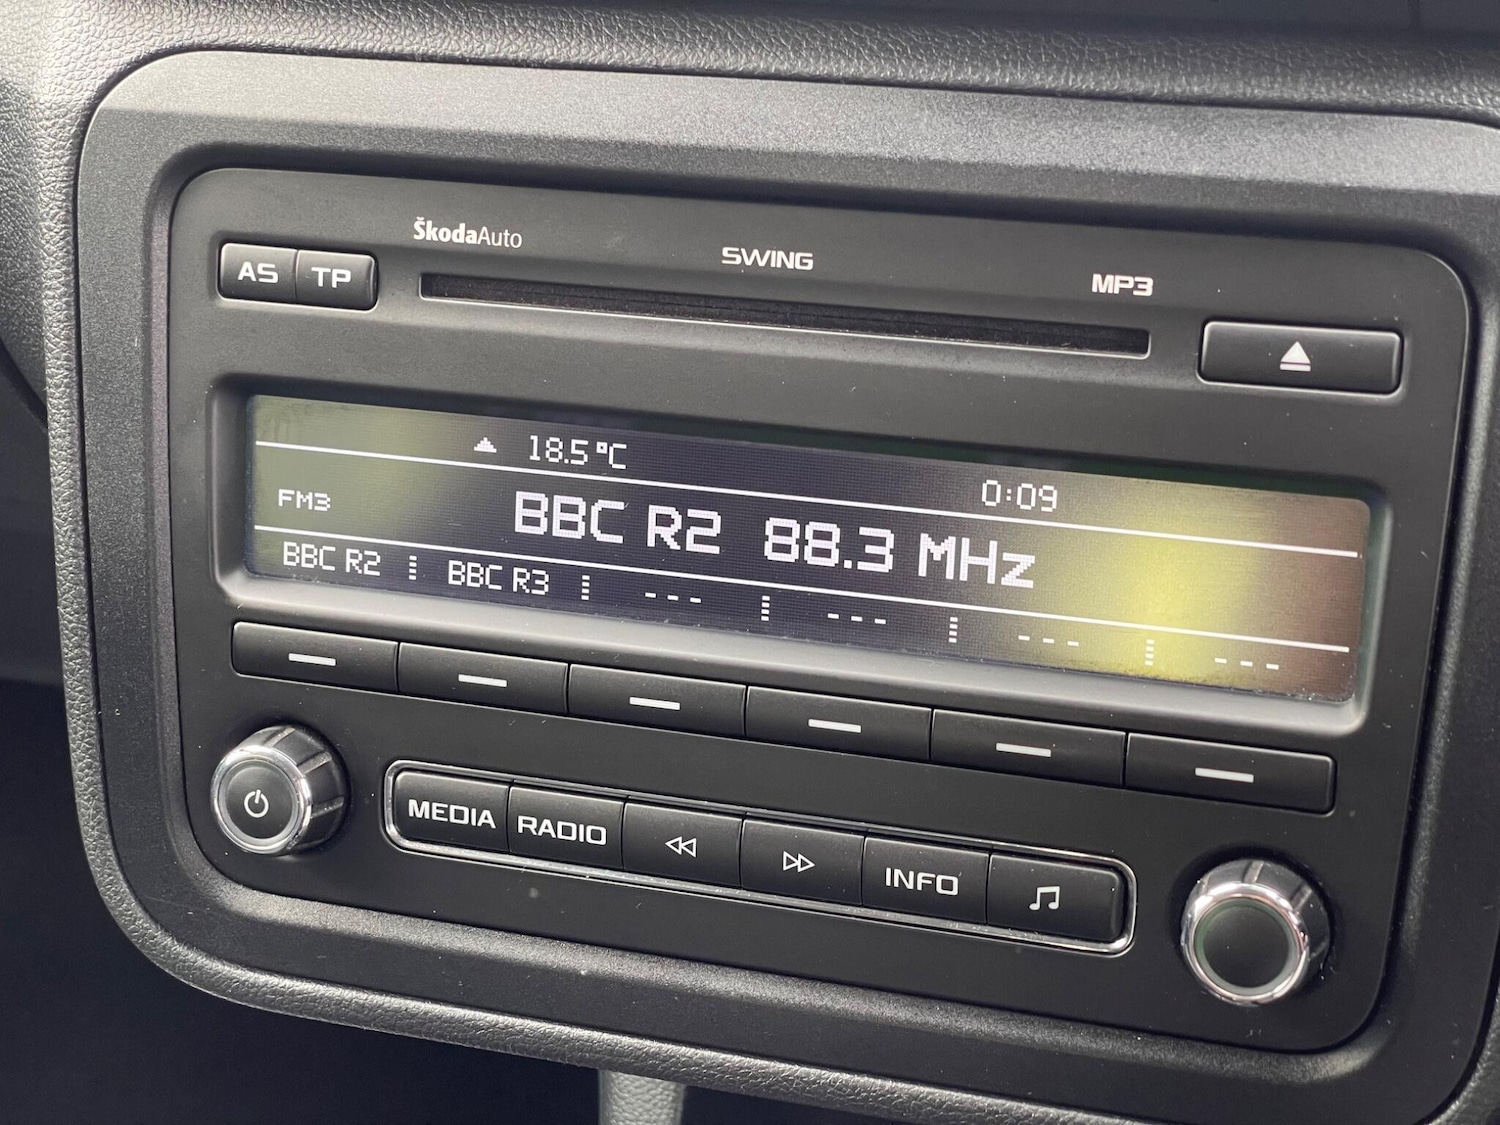 ŠkodaAuto
SWING
MP3
AS TP
18.5°C
0:09
FM3
BBC R2 88.3 MHz
BBC R2 BBC R3 --- --- --- ---
MEDIA RADIO INFO